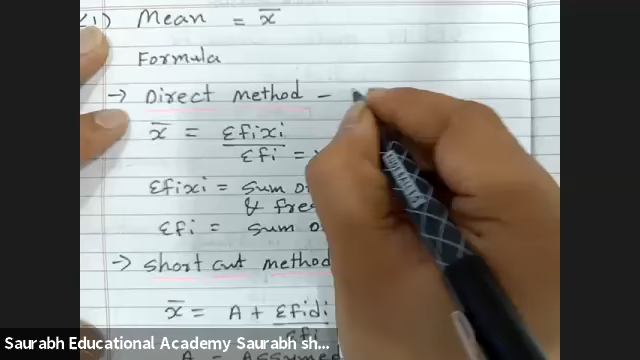 (1) Mean = x̄
Formula
→ Direct method –
x̄ = Σfixi
Σfi =
Σfixi = sum o
& fre
Σfi = sum o
→ short cut method
x̄ = A + Σfidi
Σfi
A = Assumed
Saurabh Educational Academy Saurabh sh...